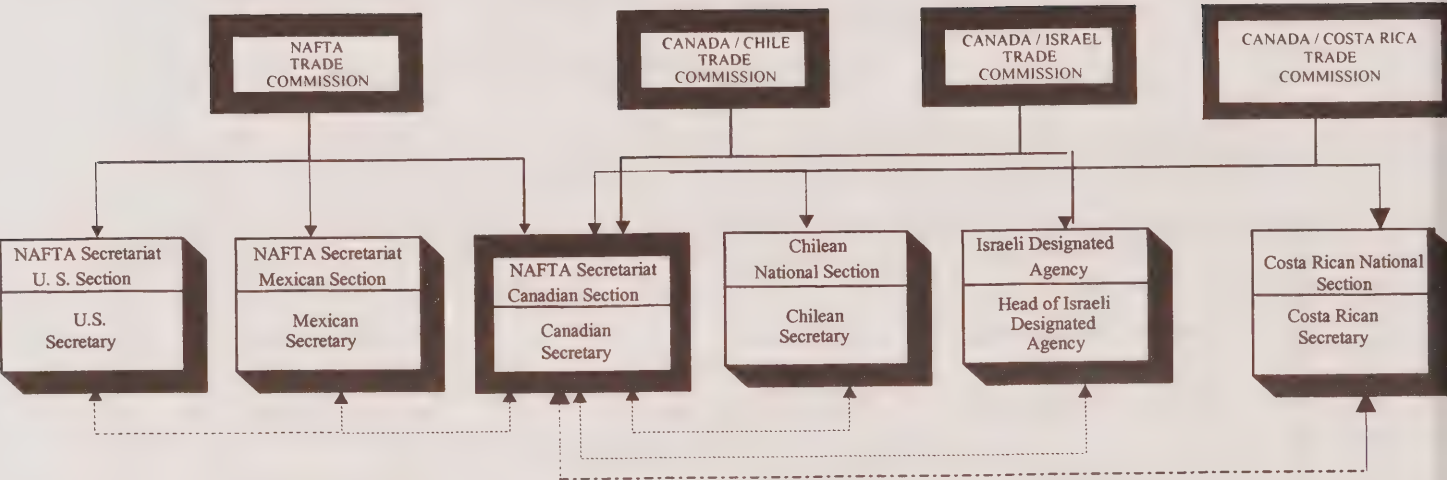 NAFTA
TRADE
COMMISSION
CANADA / CHILE
TRADE
COMMISSION
CANADA / ISRAEL
TRADE
COMMISSION
CANADA / COSTA RICA
TRADE
COMMISSION
NAFTA Secretariat
U. S. Section
U.S.
Secretary
NAFTA Secretariat
Mexican Section
Mexican
Secretary
NAFTA Secretariat
Canadian Section
Canadian
Secretary
Chilean
National Section
Chilean
Secretary
Israeli Designated
Agency
Head of Israeli
Designated
Agency
Costa Rican National
Section
Costa Rican
Secretary